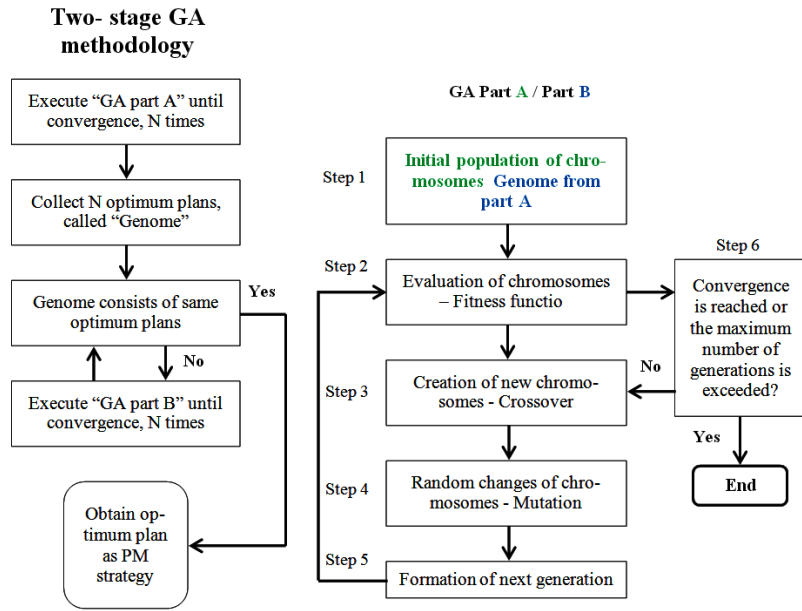 Two- stage GA
methodology
Execute “GA part A” until
convergence, N times
Collect N optimum plans,
called “Genome”
Genome consists of same
optimum plans
Yes
No
Execute “GA part B” until
convergence, N times
Obtain op-
timum plan
as PM
strategy
GA Part A / Part B
Step 1
Initial population of chro-
mosomes Genome from
part A
Step 2
Evaluation of chromosomes
– Fitness functio
Step 3
Creation of new chromo-
somes - Crossover
Step 4
Random changes of chro-
mosomes - Mutation
Step 5
Formation of next generation
Step 6
Convergence
is reached or
the maximum
number of
generations is
exceeded?
No
Yes
End